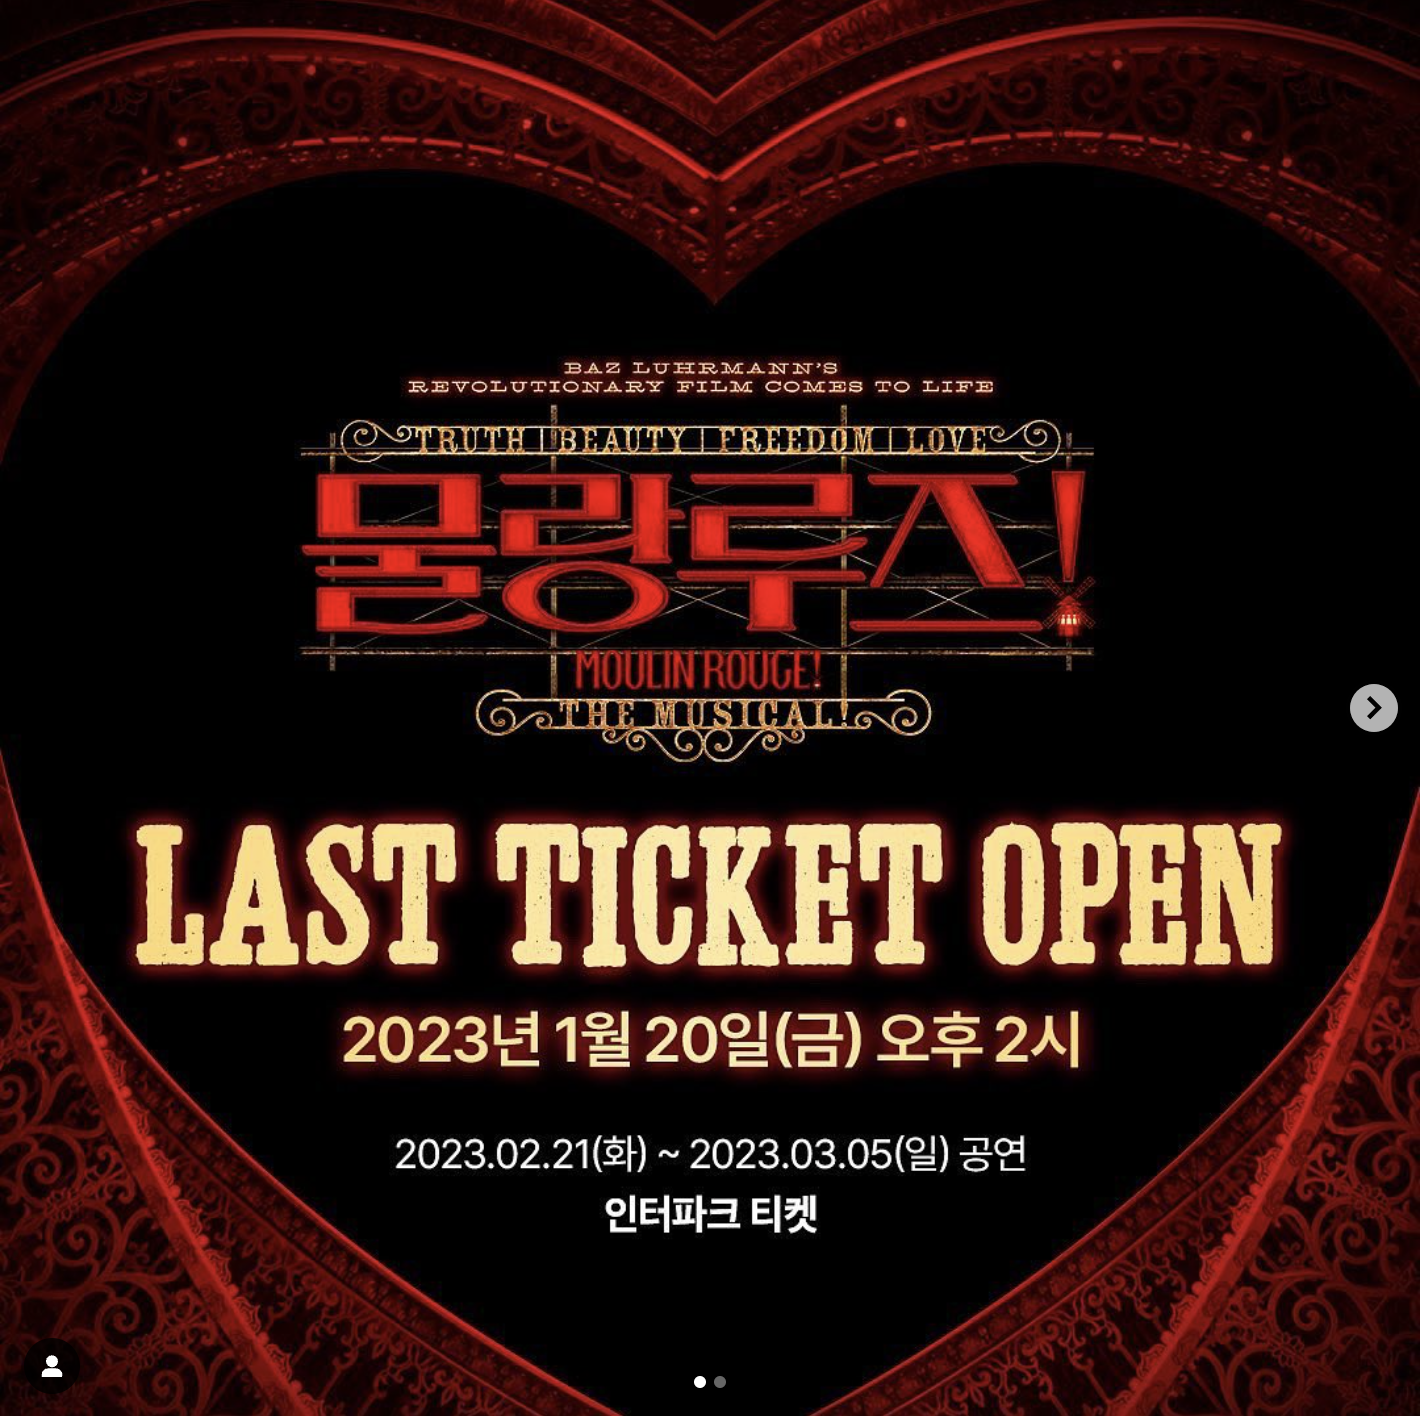 BAZ LUHRMANN'S
REVOLUTIONARY FILM COMES TO LIFE
TRUTH | BEAUTY | FREEDOM | LOVE
물랑루즈!
MOULIN ROUGE!
THE MUSICAL!
LAST TICKET OPEN
2023년 1월 20일(금) 오후 2시
2023.02.21(화) ~ 2023.03.05(일) 공연
인터파크 티켓